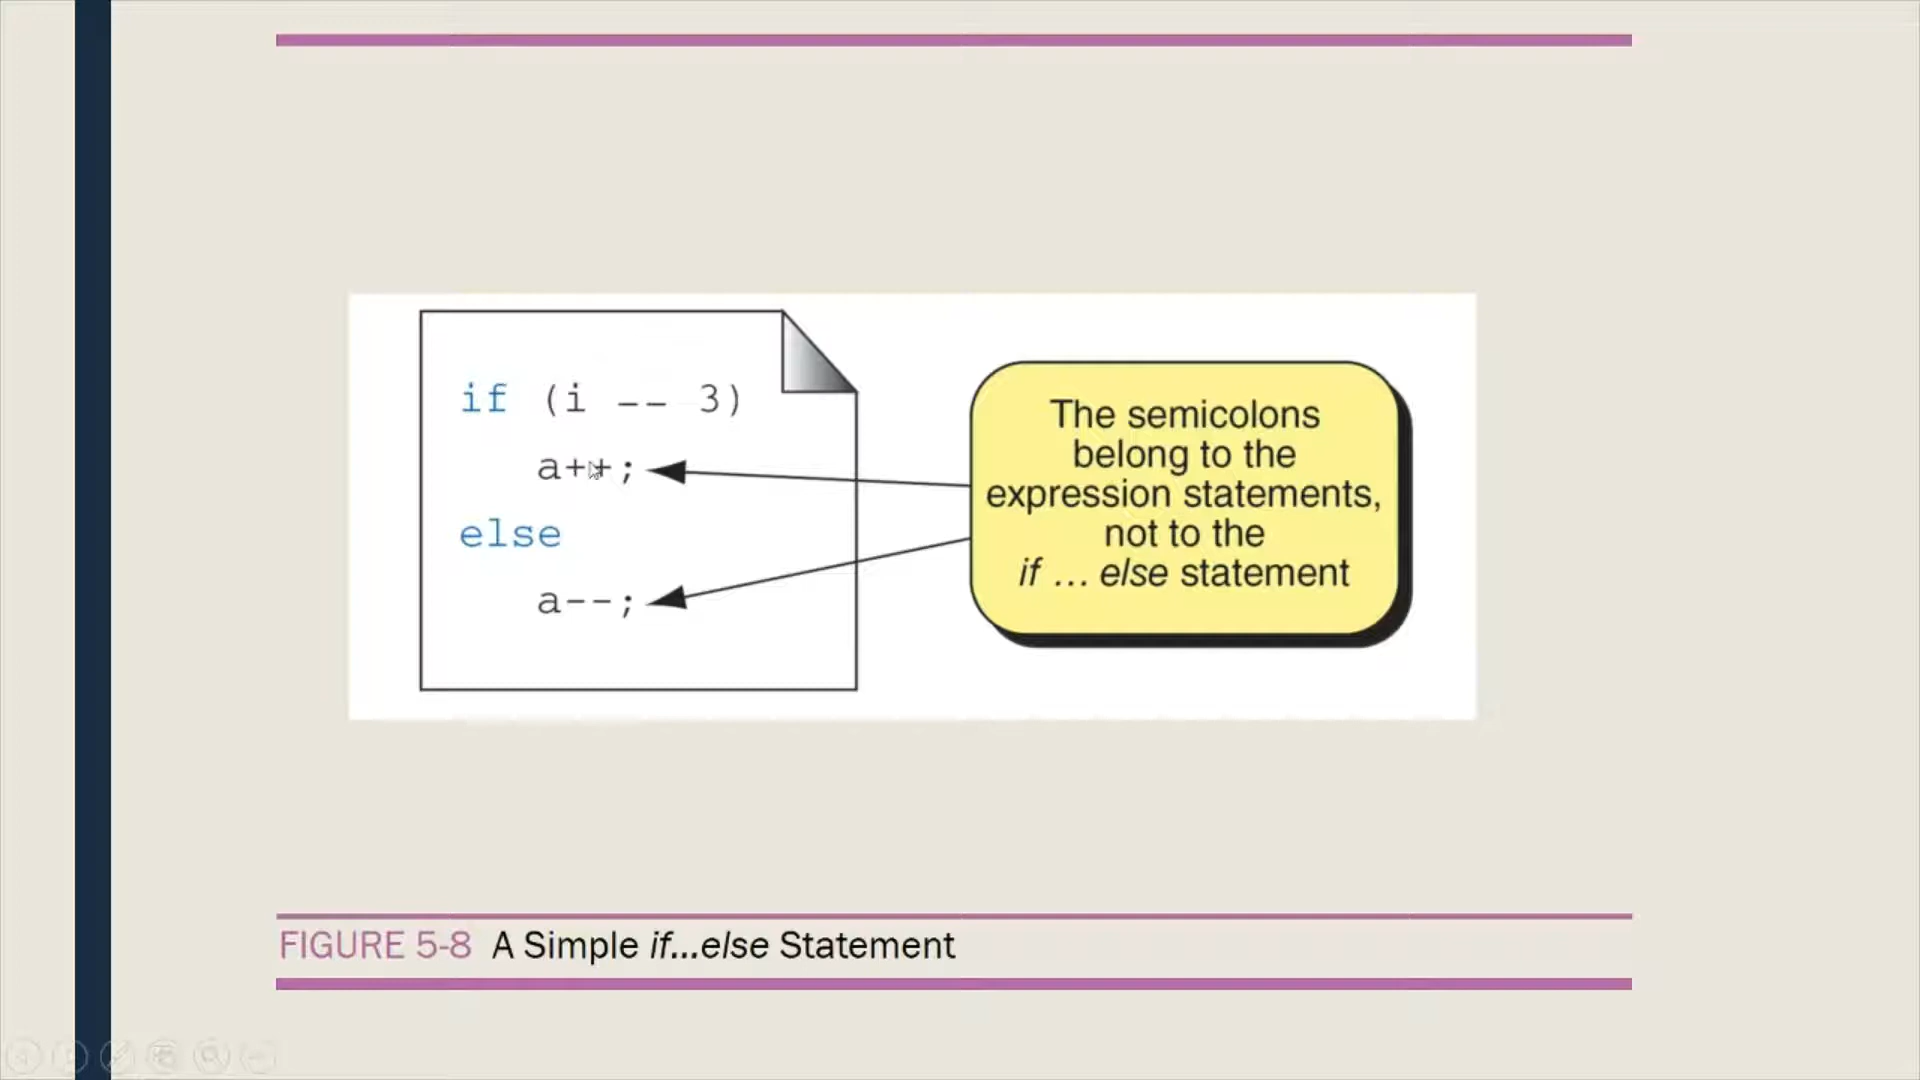 if (i -- 3)
a++;
else
a--;
The semicolons
belong to the
expression statements,
not to the
if ... else statement
FIGURE 5-8 A Simple if...else Statement